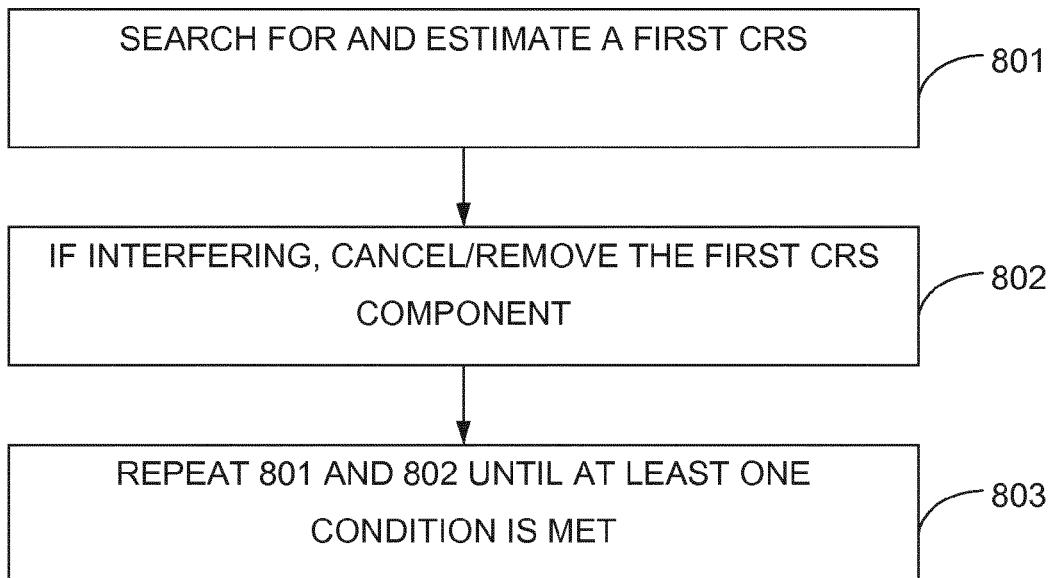 SEARCH FOR AND ESTIMATE A FIRST CRS
801
IF INTERFERING, CANCEL/REMOVE THE FIRST CRS
COMPONENT
802
REPEAT 801 AND 802 UNTIL AT LEAST ONE
CONDITION IS MET
803